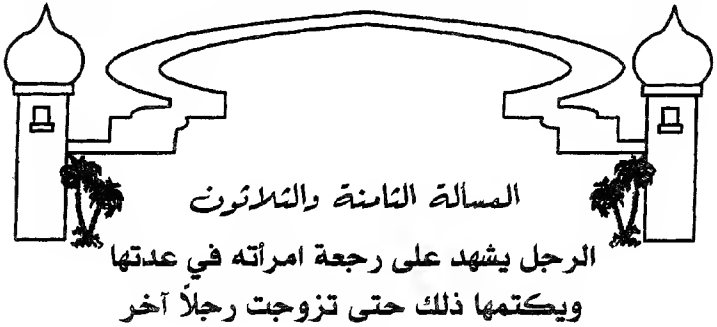 المسألة الثامنة والثلاثون
الرجل يشهد على رجعة امرأته في عدتها
ويكتمها ذلك حتى تزوجت رجلاً آخر